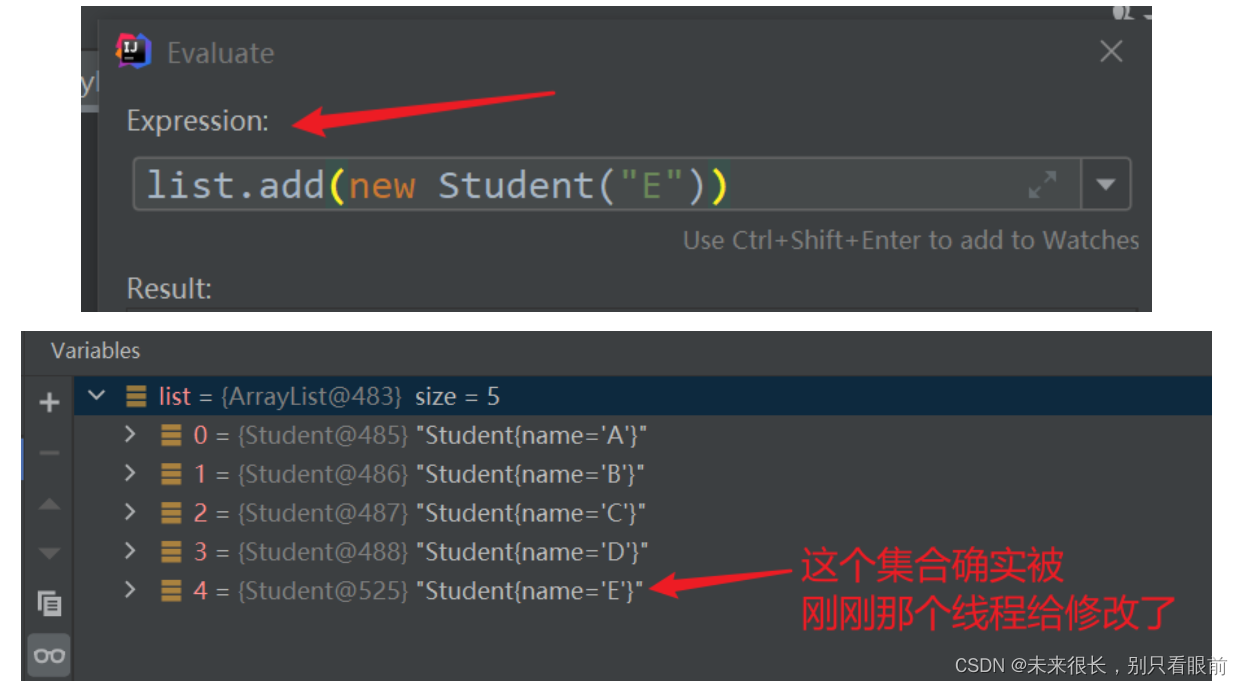 Evaluate
Expression:
list.add(new Student("E"))
Use Ctrl+Shift+Enter to add to Watches
Result:
Variables
list = {ArrayList@483} size = 5
0 = {Student@485} "Student{name='A'}"
1 = {Student@486} "Student{name='B'}"
2 = {Student@487} "Student{name='C'}"
3 = {Student@488} "Student{name='D'}"
4 = {Student@525} "Student{name='E'}"
这个集合确实被
刚刚那个线程给修改了
CSDN @未来很长，别只看眼前